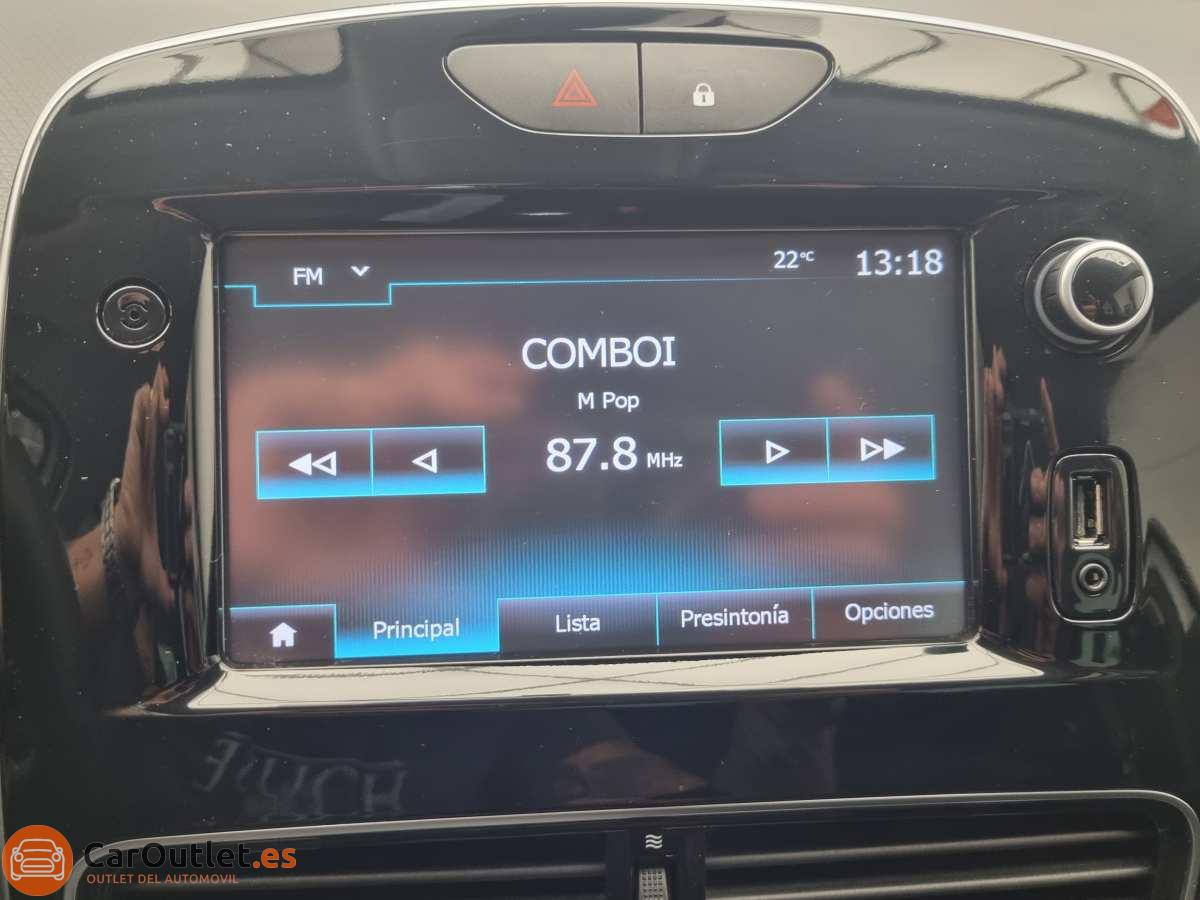 FM
22°C
13:18
COMBOI
M Pop
87.8 MHz
Principal
Lista
Presintonía
Opciones
CarOutlet.es
OUTLET DEL AUTOMOVIL